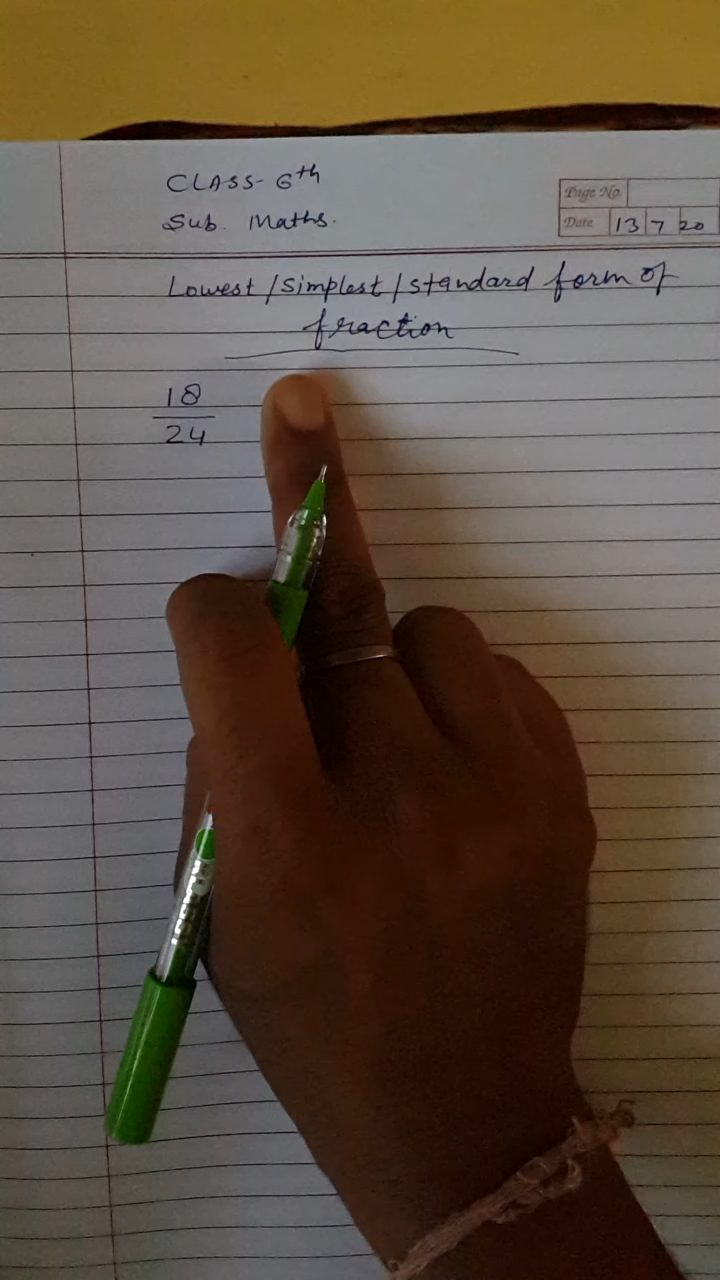 CLASS- 6th
Sub. Maths.
Page No.
Date 13 7 20
Lowest/Simplest/standard form of
fraction
18
24